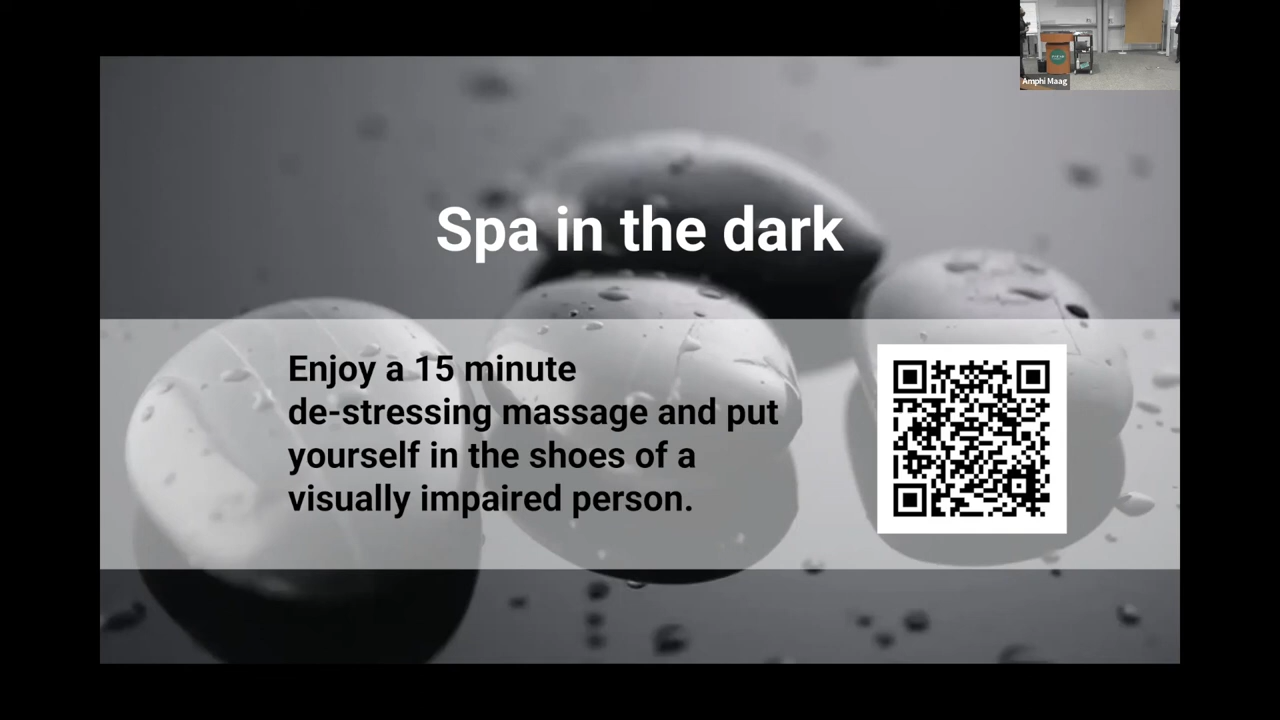 Amphi Maag
Spa in the dark
Enjoy a 15 minute
de-stressing massage and put
yourself in the shoes of a
visually impaired person.